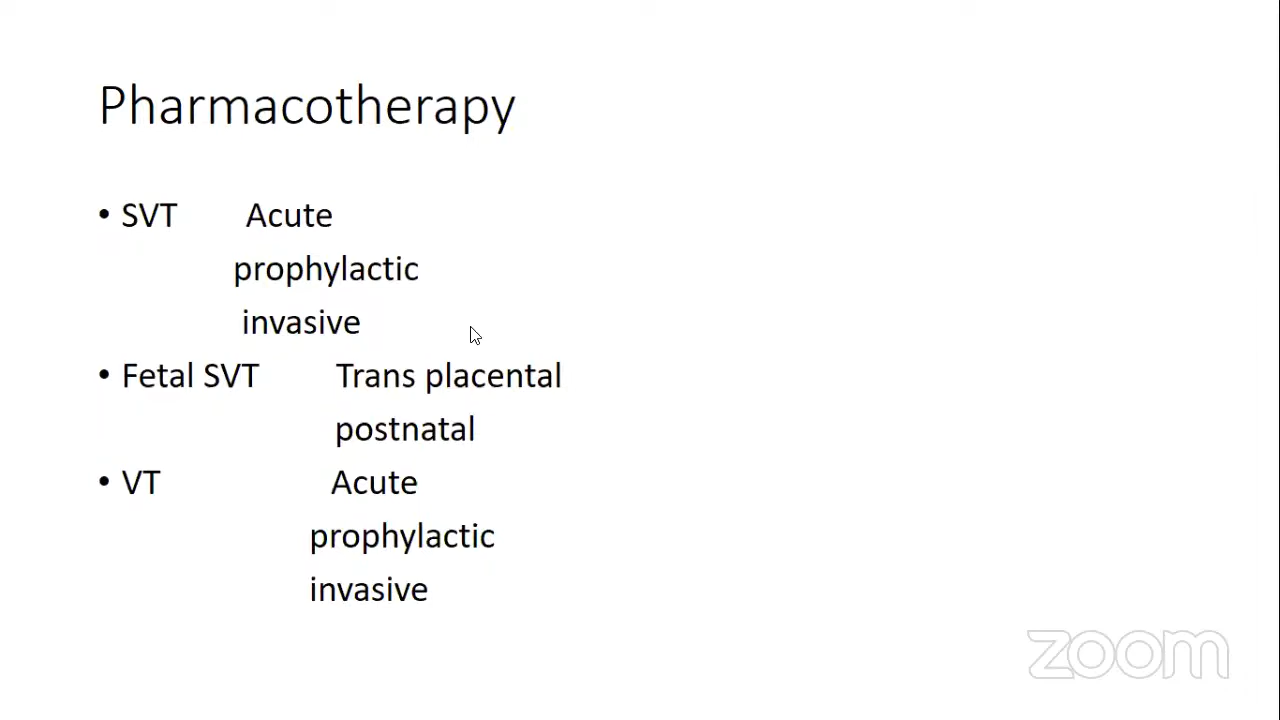 Pharmacotherapy
• SVT Acute
prophylactic
invasive
• Fetal SVT Trans placental
postnatal
• VT Acute
prophylactic
invasive
zoom